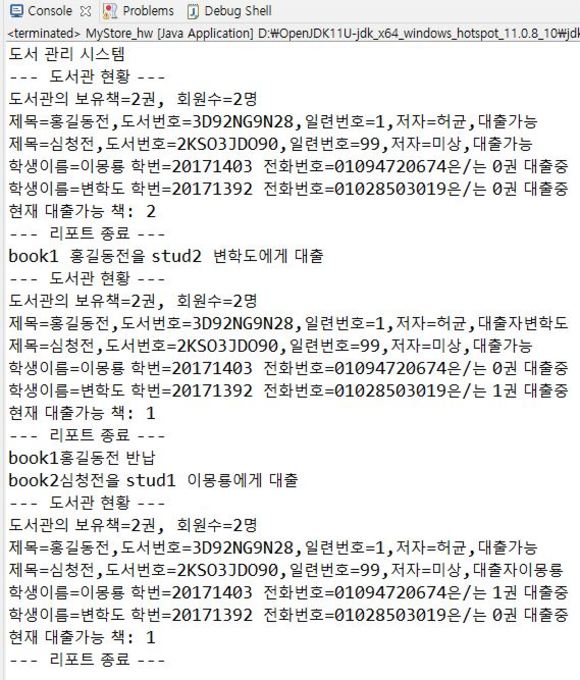 Console Problems Debug Shell
<terminated> MyStore_hw [Java Application] D:₩OpenJDK11U-jdk_x64_windows_hotspot_11.0.8_10₩jdk
도서 관리 시스템
--- 도서관 현황 ---
도서관의 보유책=2권, 회원수=2명
제목=홍길동전,도서번호=3D92NG9N28,일련번호=1,저자=허균,대출가능
제목=심청전,도서번호=2KSO3JDO90,일련번호=99,저자=미상,대출가능
학생이름=이몽룡 학번=20171403 전화번호=01094720674은/는 0권 대출중
학생이름=변학도 학번=20171392 전화번호=01028503019은/는 0권 대출중
현재 대출가능 책: 2
--- 리포트 종료 ---
book1 홍길동전을 stud2 변학도에게 대출
--- 도서관 현황 ---
도서관의 보유책=2권, 회원수=2명
제목=홍길동전,도서번호=3D92NG9N28,일련번호=1,저자=허균,대출자변학도
제목=심청전,도서번호=2KSO3JDO90,일련번호=99,저자=미상,대출가능
학생이름=이몽룡 학번=20171403 전화번호=01094720674은/는 0권 대출중
학생이름=변학도 학번=20171392 전화번호=01028503019은/는 1권 대출중
현재 대출가능 책: 1
--- 리포트 종료 ---
book1홍길동전 반납
book2심청전을 stud1 이몽룡에게 대출
--- 도서관 현황 ---
도서관의 보유책=2권, 회원수=2명
제목=홍길동전,도서번호=3D92NG9N28,일련번호=1,저자=허균,대출가능
제목=심청전,도서번호=2KSO3JDO90,일련번호=99,저자=미상,대출자이몽룡
학생이름=이몽룡 학번=20171403 전화번호=01094720674은/는 1권 대출중
학생이름=변학도 학번=20171392 전화번호=01028503019은/는 0권 대출중
현재 대출가능 책: 1
--- 리포트 종료 ---